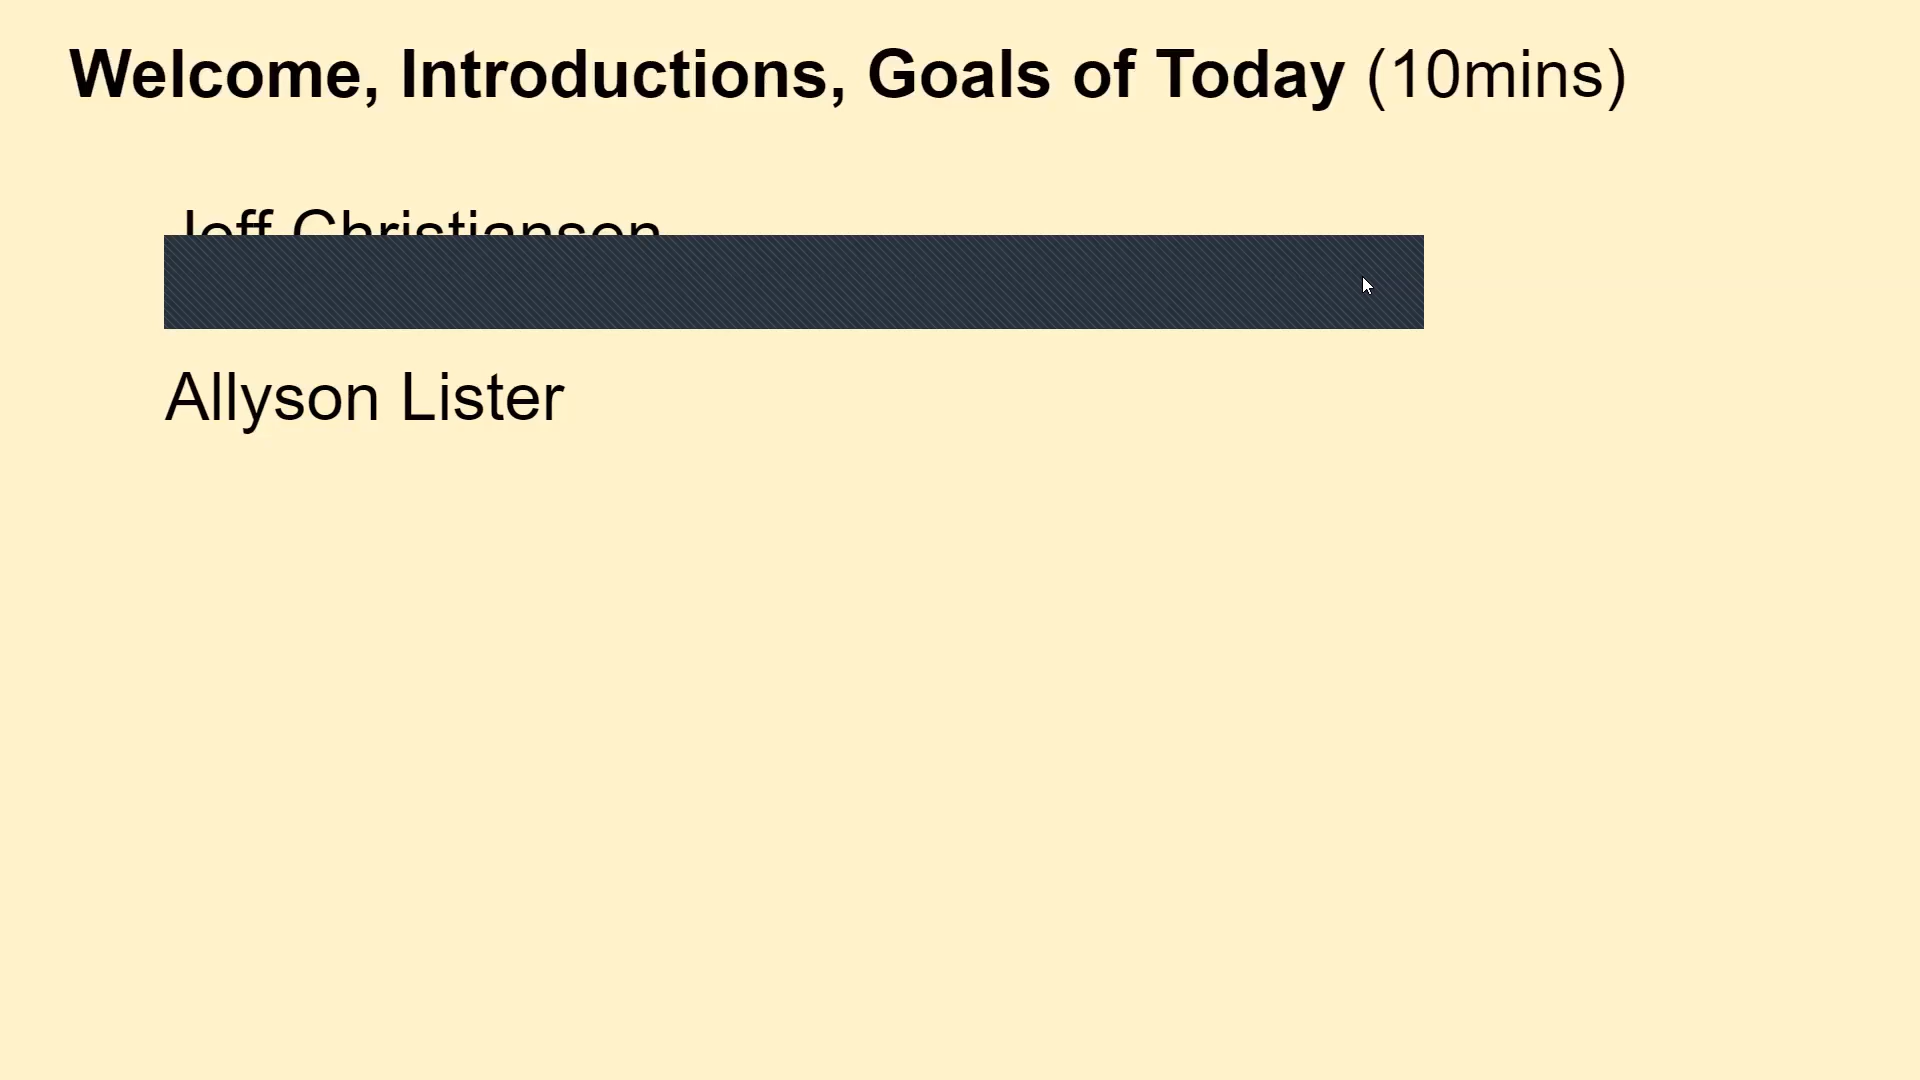 Welcome, Introductions, Goals of Today (10mins)
Jeff Christiansen
Allyson Lister